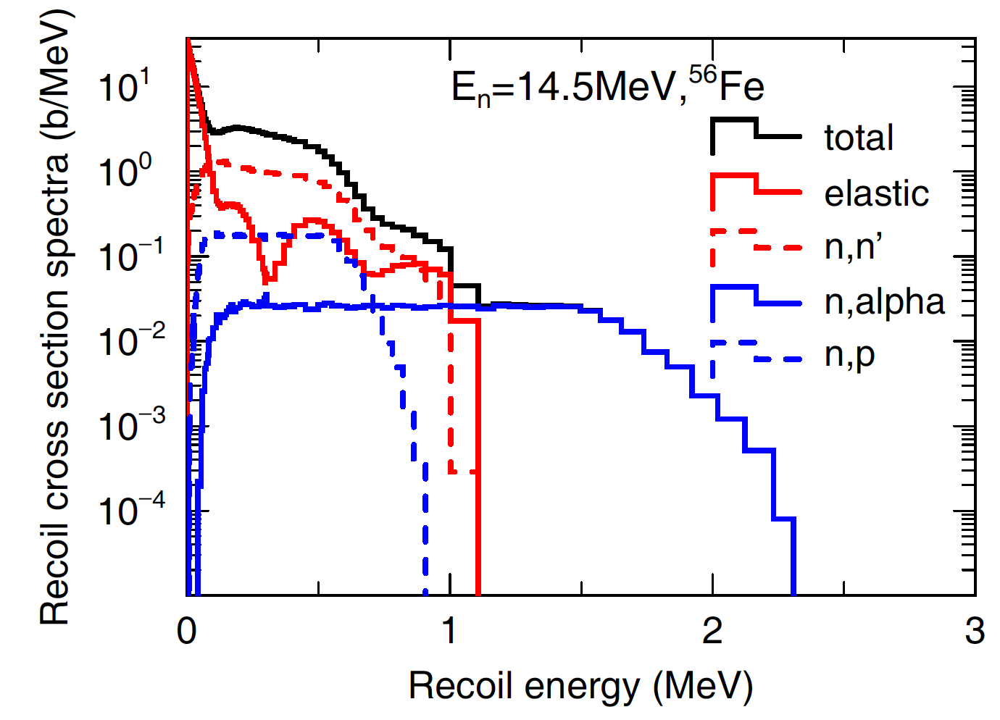 Recoil cross section spectra (b/MeV)
10¹
10⁰
10⁻¹
10⁻²
10⁻³
10⁻⁴
Eₙ=14.5MeV,⁵⁶Fe
total
elastic
n,n’
n,alpha
n,p
0 1 2 3
Recoil energy (MeV)